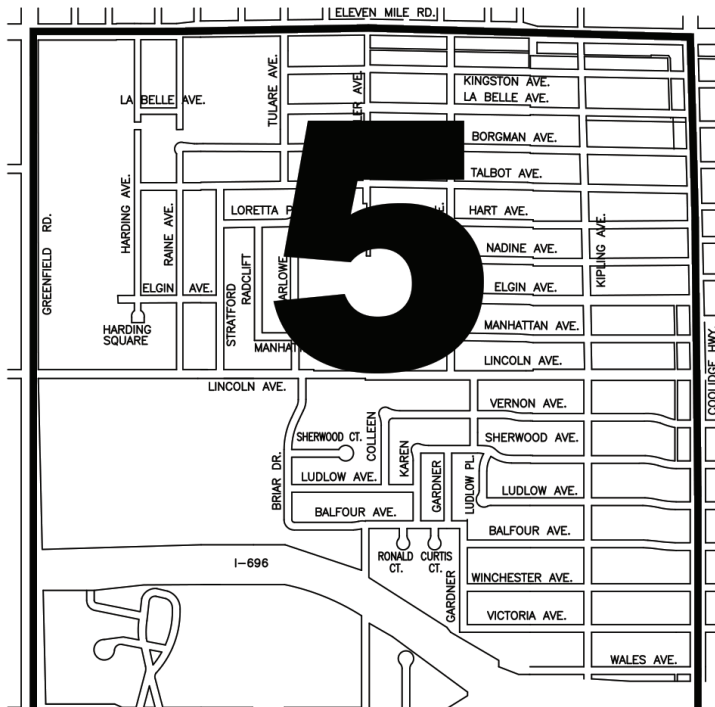 ELEVEN MILE RD.
TULARE AVE.
KINGSTON AVE.
LA BELLE AVE.
LA BELLE AVE.
BORGMAN AVE.
5
TALBOT AVE.
HARDING AVE.
RAINE AVE.
LORETTA
HART AVE.
GREENFIELD RD.
NADINE AVE.
KIPLING AVE.
RADCLIFT
STRATFORD
ELGIN AVE.
ELGIN AVE.
HARDING
SQUARE
MANHATTAN AVE.
LINCOLN AVE.
COOLIDGE HWY.
LINCOLN AVE.
VERNON AVE.
SHERWOOD CT.
COLLEEN
SHERWOOD AVE.
BRIAR DR.
KAREN
LUDLOW AVE.
GARDNER
LUDLOW PL.
LUDLOW AVE.
BALFOUR AVE.
BALFOUR AVE.
I-696
RONALD
CT.
CURTIS
CT.
GARDNER
WINCHESTER AVE.
VICTORIA AVE.
WALES AVE.